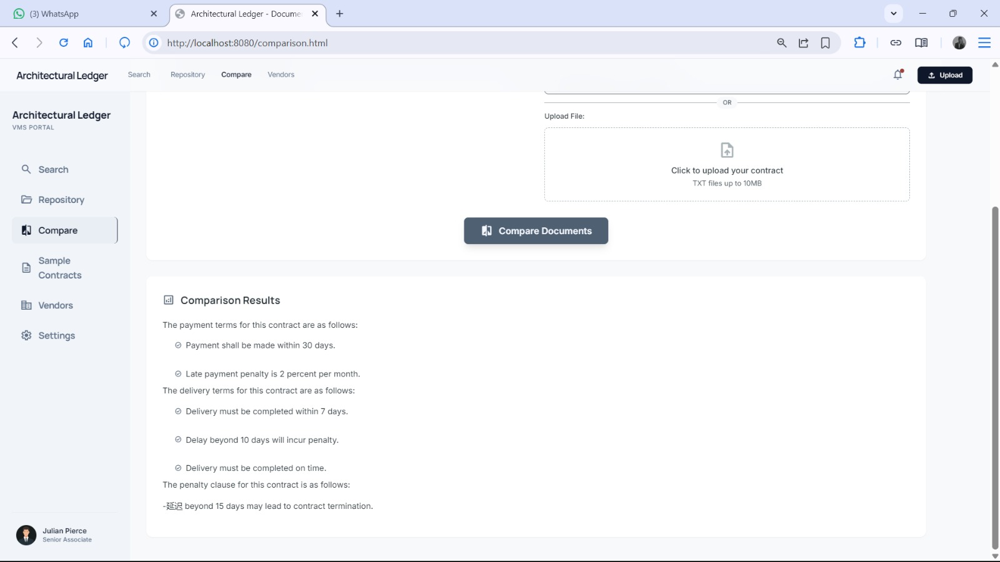 (3) WhatsApp
Architectural Ledger - Docume
http://localhost:8080/comparison.html
Architectural Ledger
Search
Repository
Compare
Vendors
Upload
Architectural Ledger
VMS PORTAL
Search
Repository
Compare
Sample
Contracts
Vendors
Settings
Julian Pierce
Senior Associate
OR
Upload File:
Click to upload your contract
TXT files up to 10MB
Compare Documents
Comparison Results
The payment terms for this contract are as follows:
Payment shall be made within 30 days.
Late payment penalty is 2 percent per month.
The delivery terms for this contract are as follows:
Delivery must be completed within 7 days.
Delay beyond 10 days will incur penalty.
Delivery must be completed on time.
The penalty clause for this contract is as follows:
-延迟 beyond 15 days may lead to contract termination.